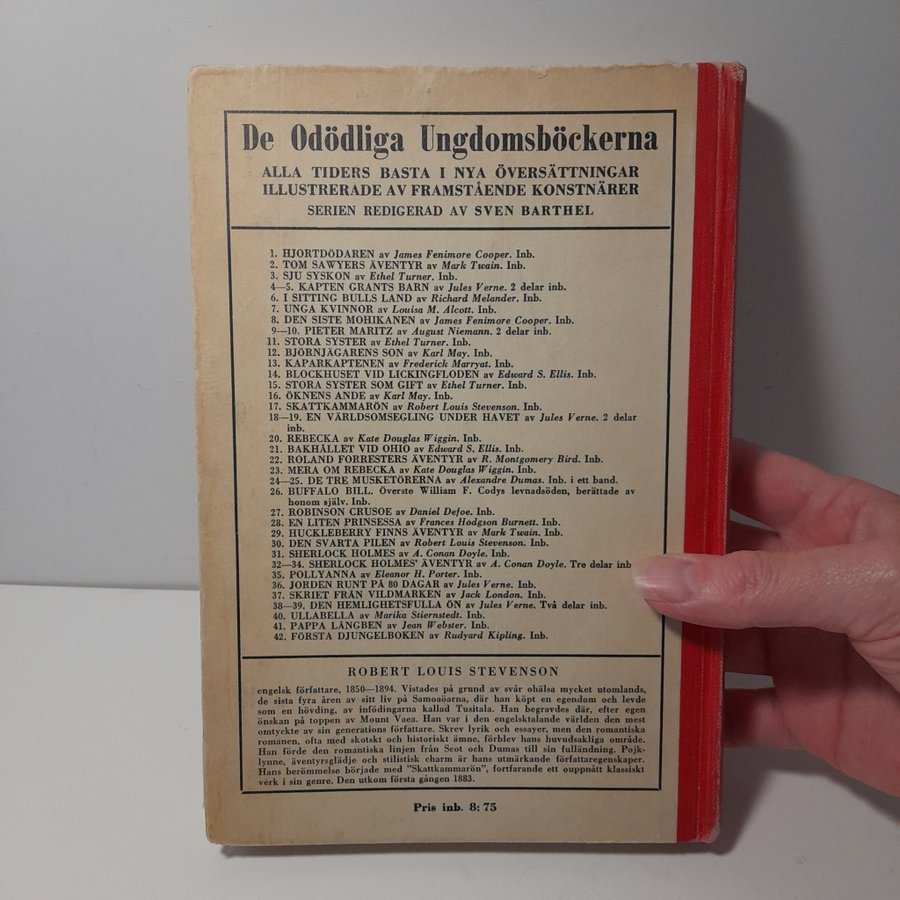 De Odödliga Ungdomsböckerna
ALLA TIDERS BASTA I NYA ÖVERSÄTTNINGAR
ILLUSTRERADE AV FRAMSTÅENDE KONSTNÄRER
SERIEN REDIGERAD AV SVEN BARTHEL
1. HJORTDÖDAREN av James Fenimore Cooper. Inb.
2. TOM SAWYERS ÄVENTYR av Mark Twain. Inb.
3. SJU SYSKON av Ethel Turner. Inb.
4—5. KAPTEN GRANTS BARN av Jules Verne. 2 delar inb.
6. I SITTING BULLS LAND av Richard Melander. Inb.
7. UNGA KVINNOR av Louisa M. Alcott. Inb.
8. DEN SISTE MOHIKANEN av James Fenimore Cooper. Inb.
9—10. PIETER MARITZ av August Niemann. 2 delar inb.
11. STORA SYSTER av Ethel Turner. Inb.
12. BJÖRNJÄGARENS SON av Karl May. Inb.
13. KAPARKAPTENEN av Frederick Marryat. Inb.
14. BLOCKHUSET VID LICKINGFLODEN av Edward S. Ellis. Inb.
15. STORA SYSTER SOM GIFT av Ethel Turner. Inb.
16. ÖKNENS ANDE av Karl May. Inb.
17. SKATTKAMMARÖN av Robert Louis Stevenson. Inb.
18—19. EN VÄRLDSOMSEGLING UNDER HAVET av Jules Verne. 2 delar
inb.
20. REBECKA av Kate Douglas Wiggin. Inb.
21. BAKHÅLLET VID OHIO av Edward S. Ellis. Inb.
22. ROLAND FORRESTERS ÄVENTYR av R. Montgomery Bird. Inb.
23. MERA OM REBECKA av Kate Douglas Wiggin. Inb.
24—25. DE TRE MUSKETÖRERNA av Alexandre Dumas. Inb. i ett band.
26. BUFFALO BILL. Överste William F. Codys levnadsöden, berättade av
honom själv. Inb.
27. ROBINSON CRUSOE av Daniel Defoe. Inb.
28. EN LITEN PRINSESSA av Frances Hodgson Burnett. Inb.
29. HUCKLEBERRY FINNS ÄVENTYR av Mark Twain. Inb.
30. DEN SVARTA PILEN av Robert Louis Stevenson. Inb.
31. SHERLOCK HOLMES av A. Conan Doyle. Inb.
32—34. SHERLOCK HOLMES' ÄVENTYR av A. Conan Doyle. Tre delar inb
35. POLLYANNA av Eleanor H. Porter. Inb.
36. JORDEN RUNT PÅ 80 DAGAR av Jules Verne. Inb.
37. SKRIET FRÅN VILDMARKEN av Jack London. Inb.
38—39. DEN HEMLIGHETSFULLA ÖN av Jules Verne. Två delar inb.
40. ULLABELLA av Marika Stiernstedt. Inb.
41. PAPPA LÅNGBEN av Jean Webster. Inb.
42. FÖRSTA DJUNGELBOKEN av Rudyard Kipling. Inb.
ROBERT LOUIS STEVENSON
engelsk författare, 1850—1894. Vistades på grund av svår ohälsa mycket utomlands,
de sista fyra åren av sitt liv på Samoaöarna, där han köpt en egendom och levde
som en hövding, av infödingarna kallad Tusitala. Han begravdes där, efter egen
önskan på toppen av Mount Vaea. Han var i den engelsktalande världen den mest
omtyckte av sin generations författare. Skrev lyrik och essayer, men den romantiska
romanen, ofta med skotskt och historiskt ämne, förblev hans huvudsakliga område.
Han förde den romantiska linjen från Scot och Dumas till sin fulländning. Pojk-
lynne, äventyrsglädje och stilistisk charm är hans utmärkande författaregenskaper.
Hans berömmelse började med "Skattkammarön", fortfarande ett ouppnått klassiskt
verk i sin genre. Den utkom första gången 1883.
Pris inb. 8: 75